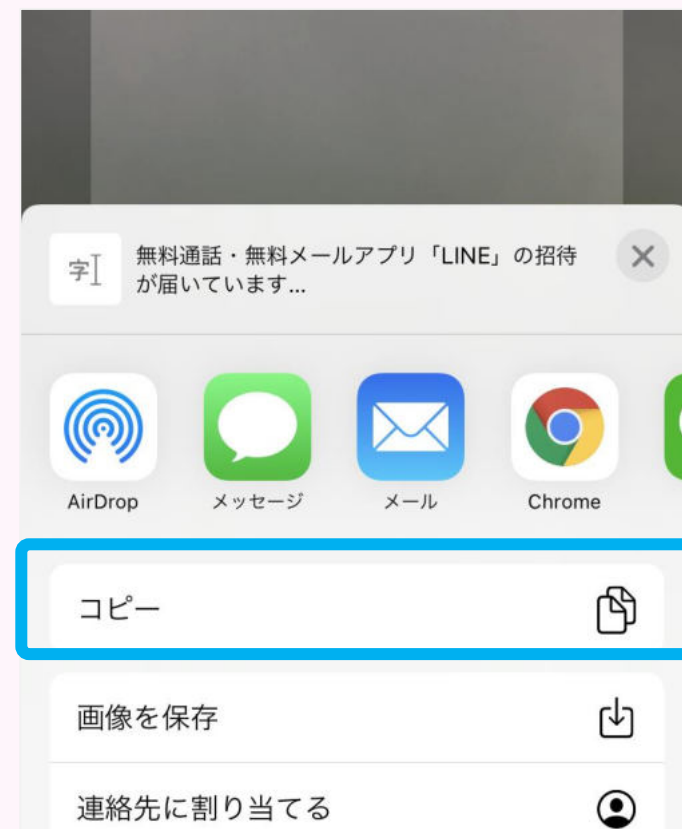 字
無料通話・無料メールアプリ「LINE」の招待
が届いています...
AirDrop
メッセージ
メール
Chrome
コピー
画像を保存
連絡先に割り当てる